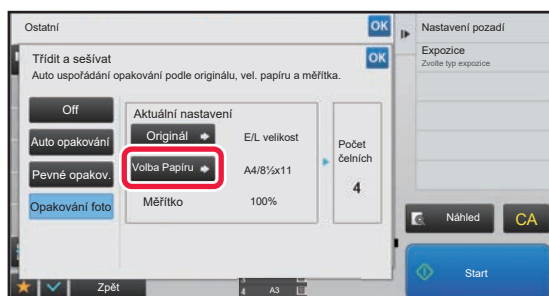 Ostatní
OK
Nastavení pozadí
Expozice
Zvolte typ expozice
Třídit a sešívat
OK
Auto uspořádání opakování podle originálu, vel. papíru a měřítka.
Off
Auto opakování
Pevné opakov.
Opakování foto
Aktuální nastavení
Originál
E/L velikost
Volba Papíru
A4/8½x11
Měřítko
100%
Počet
čelních
4
Náhled
CA
Start
Zpět
4
A3